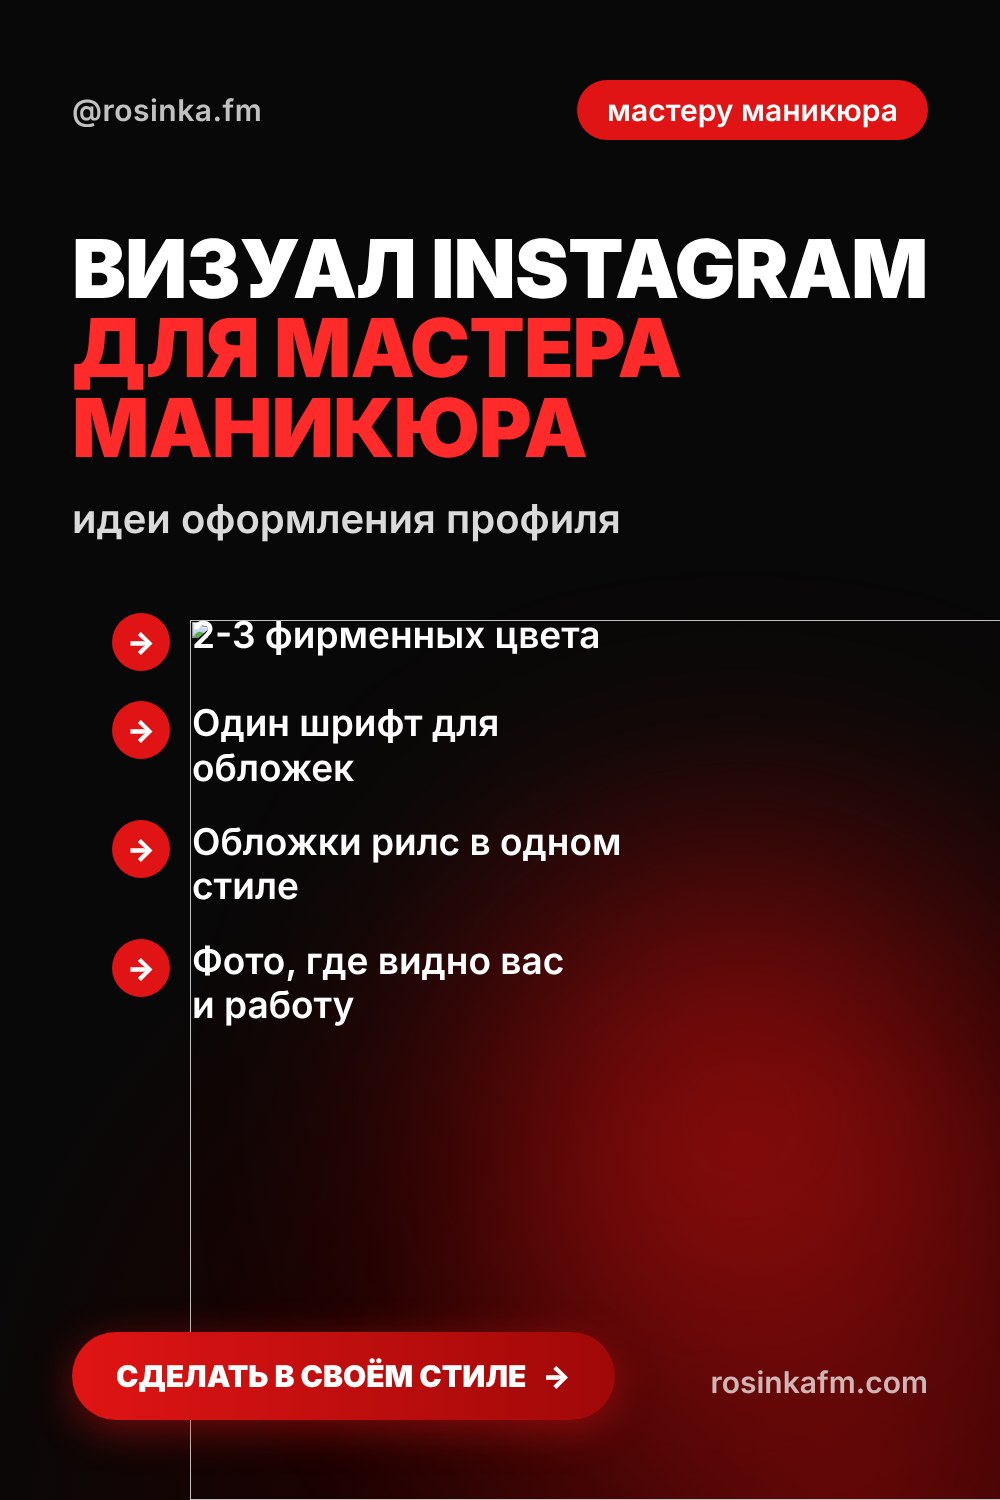 @rosinka.fm
мастеру маникюра
ВИЗУАЛ INSTAGRAM
ДЛЯ МАСТЕРА
МАНИКЮРА
идеи оформления профиля
→ 2-3 фирменных цвета
→ Один шрифт для
обложек
→ Обложки рилс в одном
стиле
→ Фото, где видно вас
и работу
СДЕЛАТЬ В СВОЁМ СТИЛЕ →
rosinkafm.com